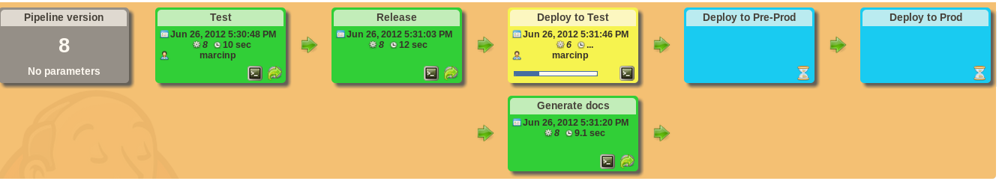 Pipeline version
8
No parameters
Test
Jun 26, 2012 5:30:48 PM
8 10 sec
marcinp
Release
Jun 26, 2012 5:31:03 PM
8 12 sec
Deploy to Test
Jun 26, 2012 5:31:46 PM
6 ...
marcinp
Deploy to Pre-Prod
Deploy to Prod
Generate docs
Jun 26, 2012 5:31:20 PM
8 9.1 sec